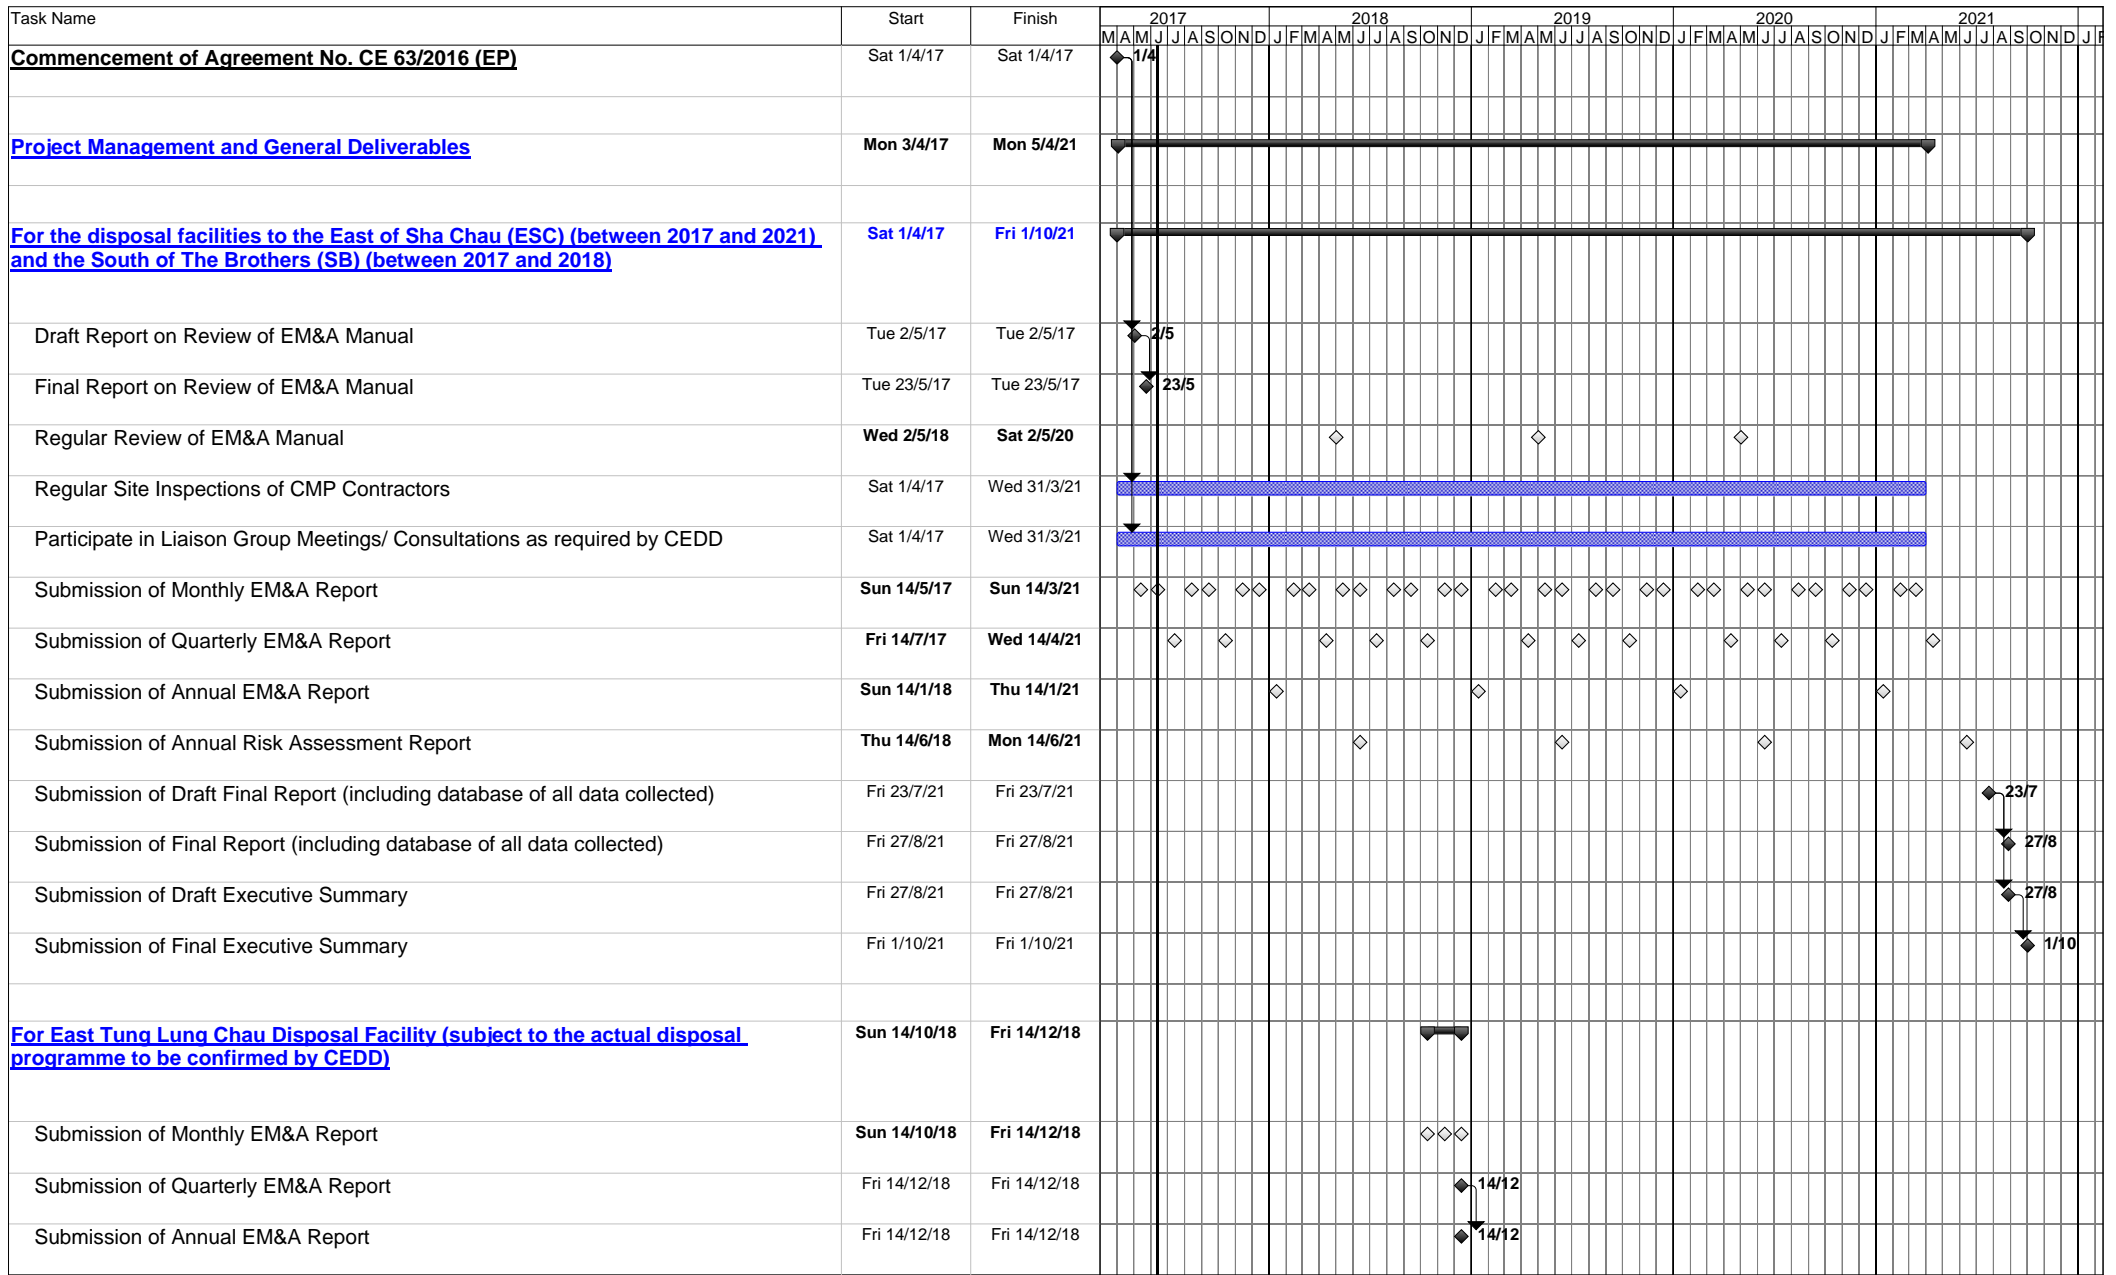 Task Name Start Finish 2017 2018 2019 2020 2021
M A M J J A S O N D J F M A M J J A S O N D J F M A M J J A S O N D J F M A M J J A S O N D J F M A M J J A S O N D J F
Commencement of Agreement No. CE 63/2016 (EP) Sat 1/4/17 Sat 1/4/17 1/4
Project Management and General Deliverables Mon 3/4/17 Mon 5/4/21
For the disposal facilities to the East of Sha Chau (ESC) (between 2017 and 2021) Sat 1/4/17 Fri 1/10/21
and the South of The Brothers (SB) (between 2017 and 2018)
Draft Report on Review of EM&A Manual Tue 2/5/17 Tue 2/5/17 2/5
Final Report on Review of EM&A Manual Tue 23/5/17 Tue 23/5/17 23/5
Regular Review of EM&A Manual Wed 2/5/18 Sat 2/5/20
Regular Site Inspections of CMP Contractors Sat 1/4/17 Wed 31/3/21
Participate in Liaison Group Meetings/ Consultations as required by CEDD Sat 1/4/17 Wed 31/3/21
Submission of Monthly EM&A Report Sun 14/5/17 Sun 14/3/21
Submission of Quarterly EM&A Report Fri 14/7/17 Wed 14/4/21
Submission of Annual EM&A Report Sun 14/1/18 Thu 14/1/21
Submission of Annual Risk Assessment Report Thu 14/6/18 Mon 14/6/21
Submission of Draft Final Report (including database of all data collected) Fri 23/7/21 Fri 23/7/21 23/7
Submission of Final Report (including database of all data collected) Fri 27/8/21 Fri 27/8/21 27/8
Submission of Draft Executive Summary Fri 27/8/21 Fri 27/8/21 27/8
Submission of Final Executive Summary Fri 1/10/21 Fri 1/10/21 1/10
For East Tung Lung Chau Disposal Facility (subject to the actual disposal Sun 14/10/18 Fri 14/12/18
programme to be confirmed by CEDD)
Submission of Monthly EM&A Report Sun 14/10/18 Fri 14/12/18
Submission of Quarterly EM&A Report Fri 14/12/18 Fri 14/12/18 14/12
Submission of Annual EM&A Report Fri 14/12/18 Fri 14/12/18 14/12